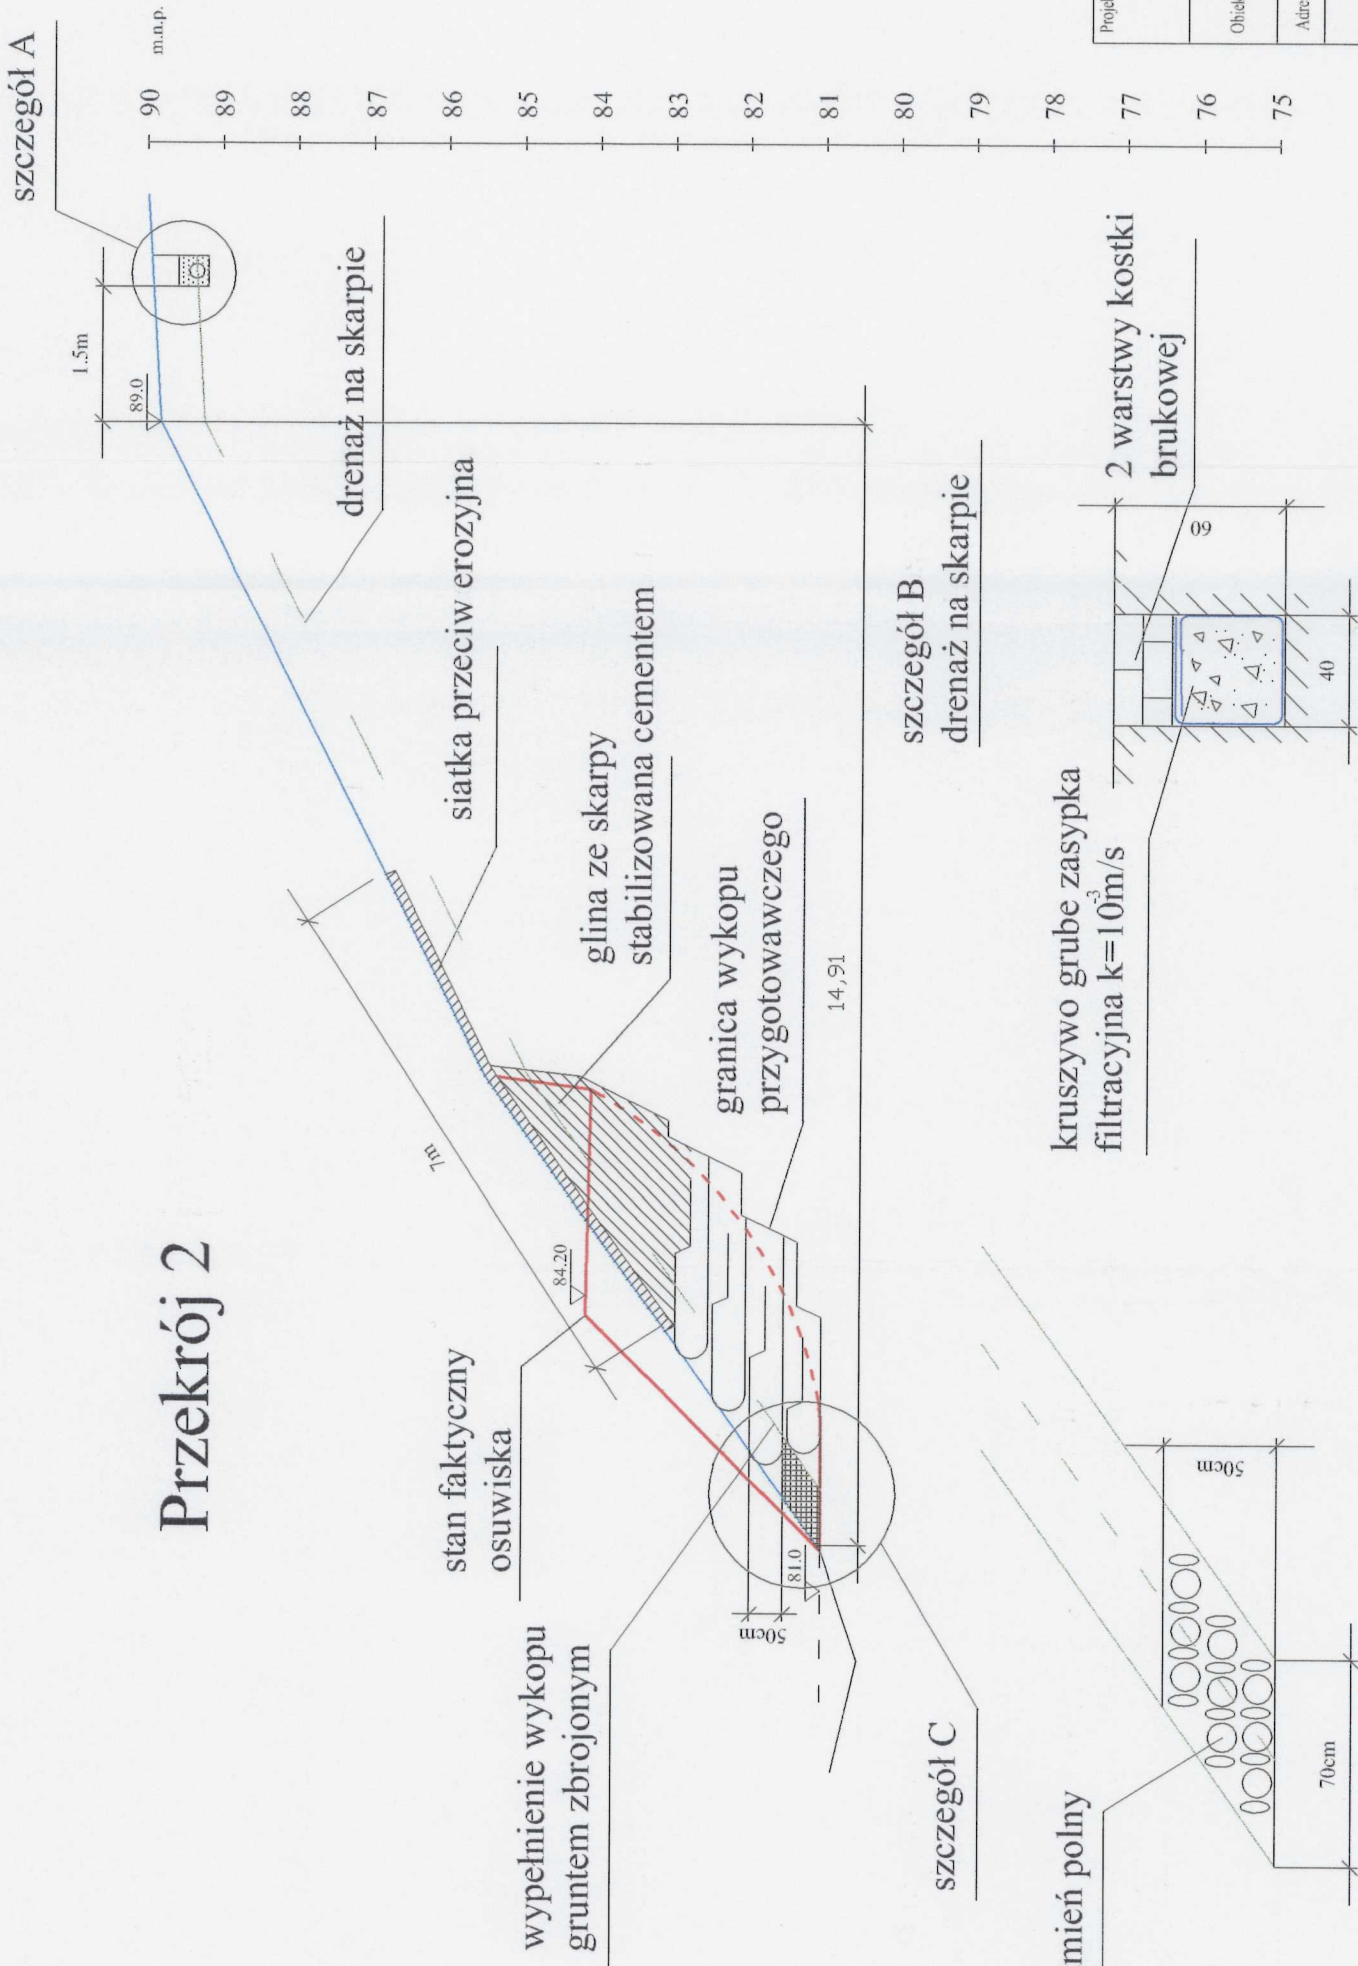 Przekrój 2
szczegół A
m.n.p.
90
89
88
87
86
85
84
83
82
81
80
79
78
77
76
75
1.5m
89.0
drenaż na skarpie
siatka przeciw erozyjna
glina ze skarpy
stabilizowana cementem
granica wykopu
przygotowawczego
14,91
7m
84.20
stan faktyczny
osuwiska
wypełnienie wykopu
gruntem zbrojonym
50cm
81.0
szczegół C
szczegół B
drenaż na skarpie
2 warstwy kostki
brukowej
60
40
kruszywo grube zasypka
filtracyjna k=10⁻³m/s
mień polny
50cm
70cm
Projek
Obiek
Adre